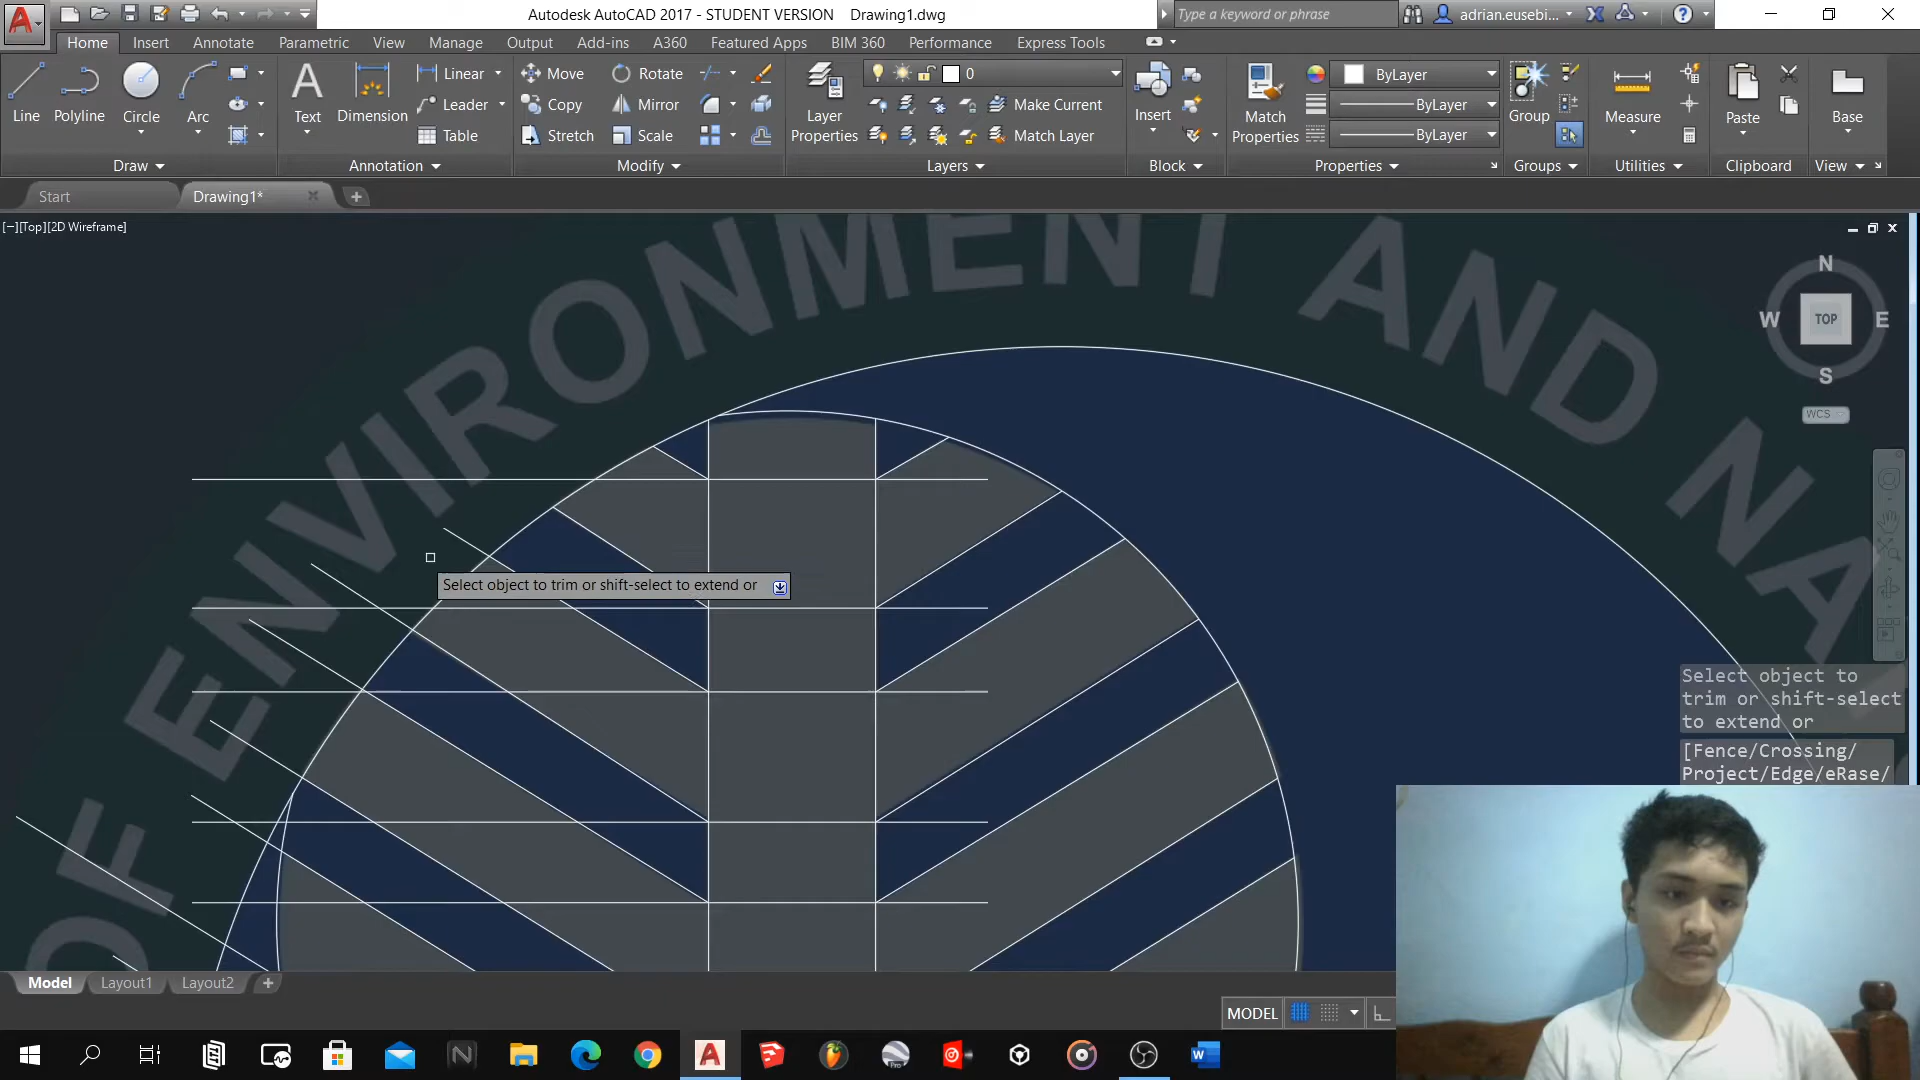 Autodesk AutoCAD 2017 - STUDENT VERSION Drawing1.dwg
Type a keyword or phrase
adrian.eusebi...
Home Insert Annotate Parametric View Manage Output Add-ins A360 Featured Apps BIM 360 Performance Express Tools
Line Polyline Circle Arc
Draw
Text Dimension
Linear
Leader
Table
Annotation
Move Rotate
Copy Mirror
Stretch Scale
Modify
Layer Properties
0
Make Current
Match Layer
Layers
Insert
Block
Match Properties
ByLayer
ByLayer
ByLayer
Properties
Group
Groups
Measure
Utilities
Paste
Clipboard
Base
View
Start Drawing1*
[−][Top][2D Wireframe]
OF ENVIRONMENT AND NA
N
W TOP E
S
WCS
Select object to trim or shift-select to extend or
Select object to
trim or shift-select
to extend or
[Fence/Crossing/
Project/Edge/eRase/
Model Layout1 Layout2
MODEL